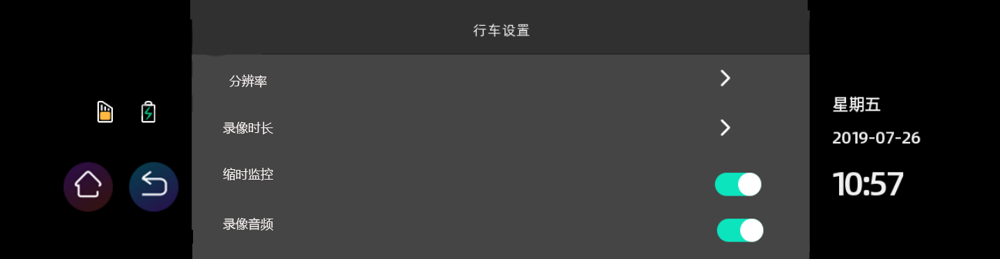 行车设置
分辨率
录像时长
缩时监控
录像音频
星期五
2019-07-26
10:57